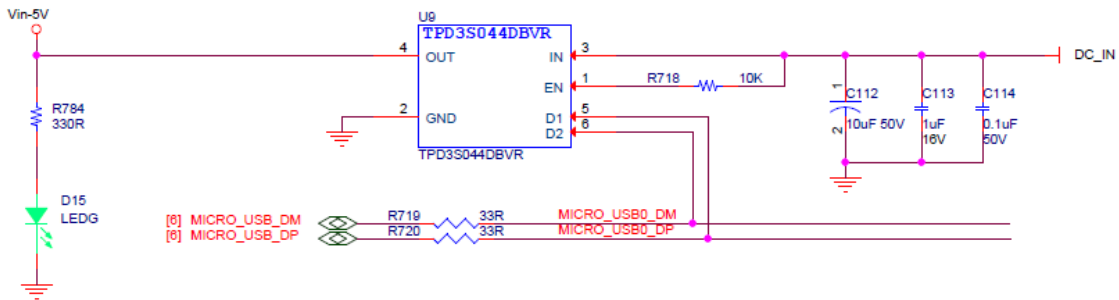 Vin-5V
U9
TPD3S044DBVR
4
OUT
IN
3
DC_IN
1
EN
R718
10K
R784
330R
2
GND
D1
5
D2
6
TPD3S044DBVR
1
C112
10uF 50V
2
C113
1uF
16V
C114
0.1uF
50V
D15
LEDG
[6] MICRO_USB_DM
R719
33R
MICRO_USB0_DM
[6] MICRO_USB_DP
R720
33R
MICRO_USB0_DP